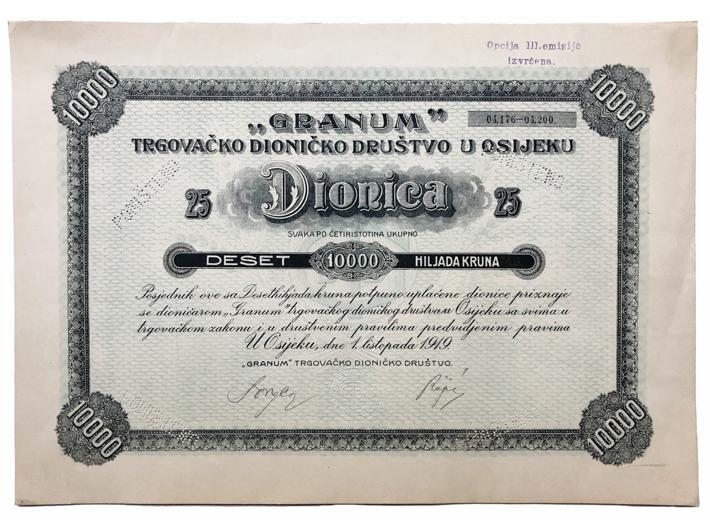 Opcija III. emisije
izvršena.
10000
10000
„GRANUM”
04,176—04,200.
TRGOVAČKO DIONIČKO DRUŠTVO U OSIJEKU
PONIŠTENO
25
Dionica
25
SVAKA PO ČETIRISTOTINA UKUPNO
DESET 10000 HILJADA KRUNA
Posjednik ove sa Desethiljada kruna potpuno uplaćene dionice priznaje
se dioničarom „Granum” trgovačkog dioničkog društva u Osijeku sa svima u
trgovačkom zakonu i u društvenim pravilima predvidjenim pravima
U Osijeku, dne 1. listopada 1919
„GRANUM” TRGOVAČKO DIONIČKO DRUŠTVO.
10000
10000